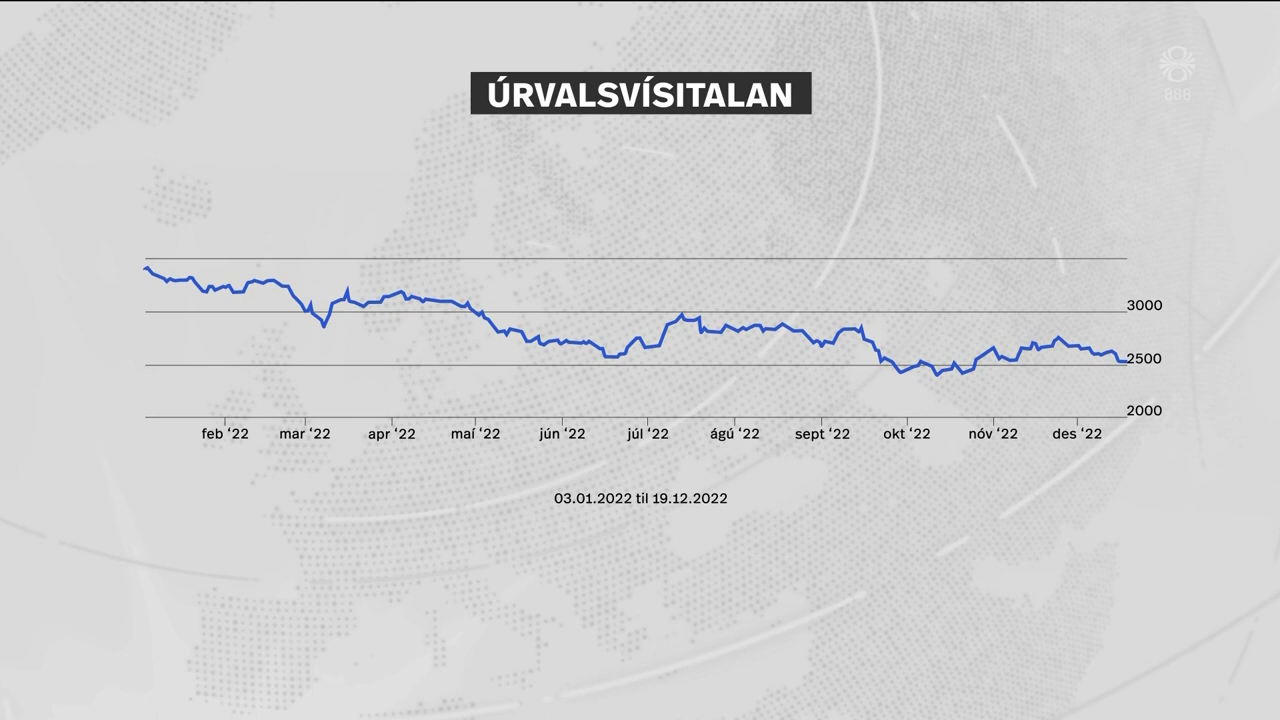 888
ÚRVALSVÍSITALAN
3000
2500
2000
feb ‘22 mar ‘22 apr ‘22 maí ‘22 jún ‘22 júl ‘22 ágú ‘22 sept ‘22 okt ‘22 nóv ‘22 des ‘22
03.01.2022 til 19.12.2022